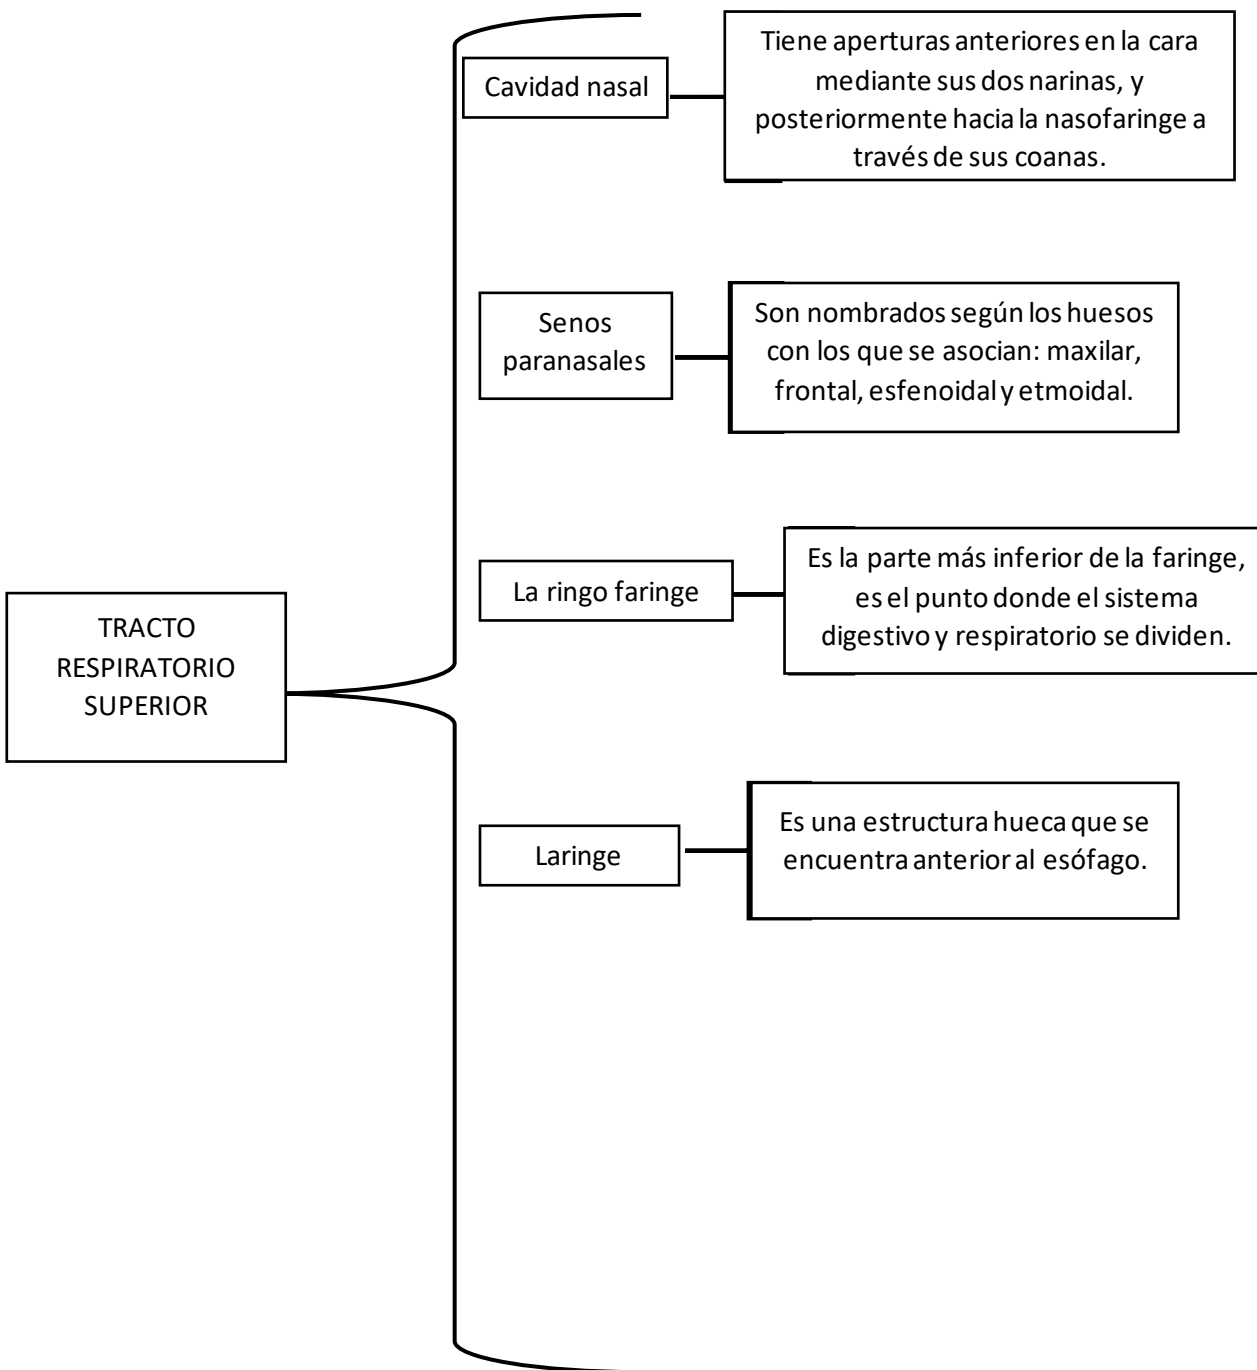 Cavidad nasal
Tiene aperturas anteriores en la cara
mediante sus dos narinas, y
posteriormente hacia la nasofaringe a
través de sus coanas.
Senos
paranasales
Son nombrados según los huesos
con los que se asocian: maxilar,
frontal, esfenoidal y etmoidal.
La ringo faringe
Es la parte más inferior de la faringe,
es el punto donde el sistema
digestivo y respiratorio se dividen.
TRACTO
RESPIRATORIO
SUPERIOR
Laringe
Es una estructura hueca que se
encuentra anterior al esófago.